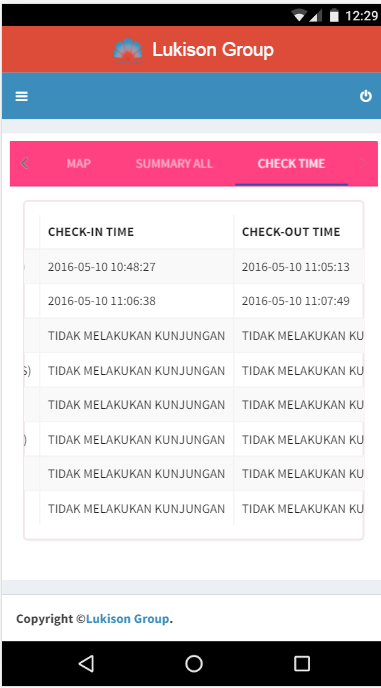 12:29
Lukison Group
MAP SUMMARY ALL CHECK TIME
CHECK-IN TIME CHECK-OUT TIME
) 2016-05-10 10:48:27 2016-05-10 11:05:13
2016-05-10 11:06:38 2016-05-10 11:07:49
TIDAK MELAKUKAN KUNJUNGAN TIDAK MELAKUKAN KU
S) TIDAK MELAKUKAN KUNJUNGAN TIDAK MELAKUKAN KU
TIDAK MELAKUKAN KUNJUNGAN TIDAK MELAKUKAN KU
) TIDAK MELAKUKAN KUNJUNGAN TIDAK MELAKUKAN KU
TIDAK MELAKUKAN KUNJUNGAN TIDAK MELAKUKAN KU
TIDAK MELAKUKAN KUNJUNGAN TIDAK MELAKUKAN KU
Copyright ©Lukison Group.